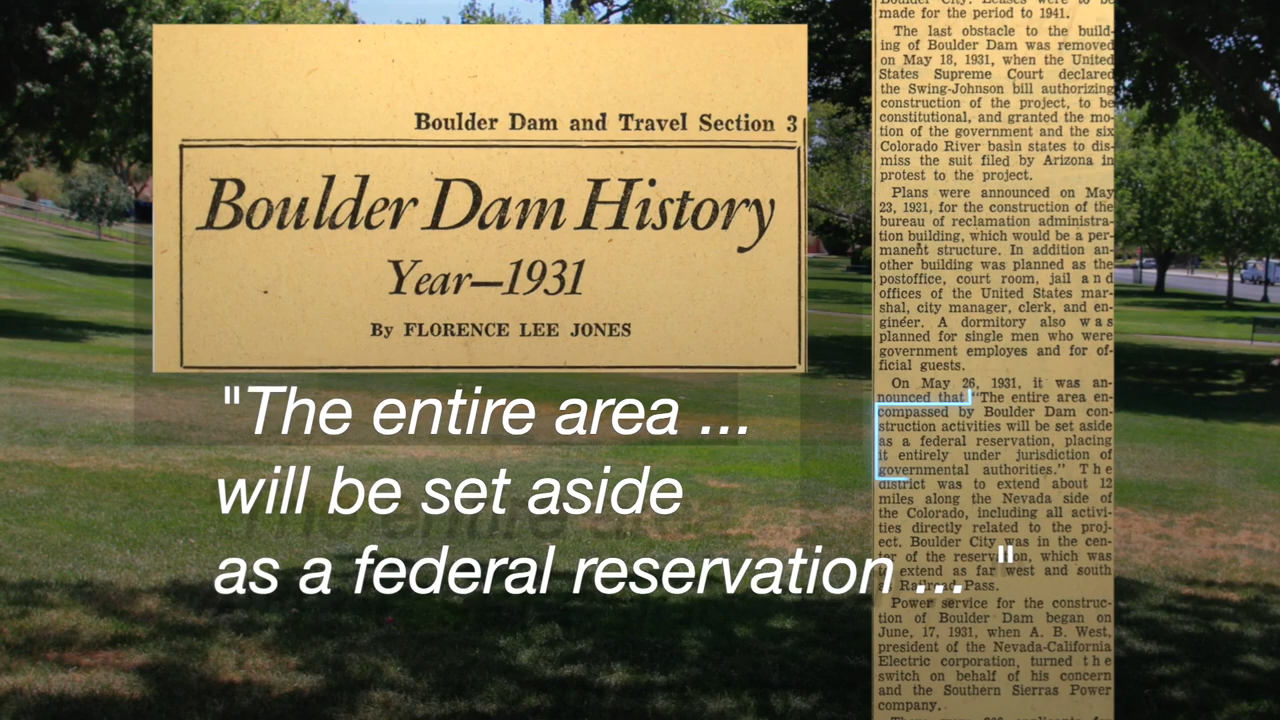 Boulder Dam and Travel Section 3
Boulder Dam History
Year—1931
By FLORENCE LEE JONES
"The entire area ...
will be set aside
as a federal reservation, ... "
made for the period to 1941.
The last obstacle to the build-
ing of Boulder Dam was removed
on May 18, 1931, when the United
States Supreme Court declared
the Swing-Johnson bill authorizing
construction of the project, to be
constitutional, and granted the mo-
tion of the government and the six
Colorado River basin states to dis-
miss the suit filed by Arizona in
protest to the project.
Plans were announced on May
23, 1931, for the construction of the
bureau of reclamation administra-
tion building, which would be a per-
manent structure. In addition an-
other building was planned as the
postoffice, court room, jail and
offices of the United States mar-
shal, city manager, clerk, and en-
gineer. A dormitory also was
planned for single men who were
government employes and for of-
ficial guests.
On May 26, 1931, it was an-
nounced that "The entire area en-
compassed by Boulder Dam con-
struction activities will be set aside
as a federal reservation, placing
it entirely under jurisdiction of
governmental authorities." The
district was to extend about 12
miles along the Nevada side of
the Colorado, including all activi-
ties directly related to the proj-
ect. Boulder City was in the cen-
ter of the reservation, which was
to extend as far west and south
as Railroad Pass.
Power service for the construc-
tion of Boulder Dam began on
June, 17, 1931, when A. B. West,
president of the Nevada-California
Electric corporation, turned the
switch on behalf of his concern
and the Southern Sierras Power
company.